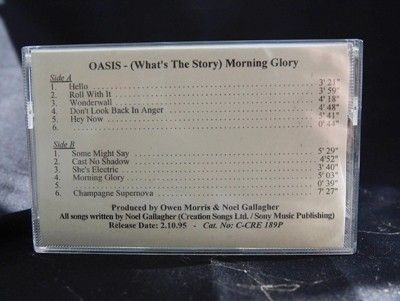 OASIS - (What's The Story) Morning Glory
Side A
1. Hello 3' 21"
2. Roll With It 3' 59"
3. Wonderwall 4' 18"
4. Don't Look Back In Anger 4' 48"
5. Hey Now 5' 41"
6. 0' 44"
Side B
1. Some Might Say 5' 29"
2. Cast No Shadow 4'52"
3. She's Electric 3' 40"
4. Morning Glory 5' 03"
5. 0' 39"
6. Champagne Supernova 7' 27"
Produced by Owen Morris & Noel Gallagher
All songs written by Noel Gallagher (Creation Songs Ltd. / Sony Music Publishing)
Release Date: 2.10.95 - Cat. No: C-CRE 189P